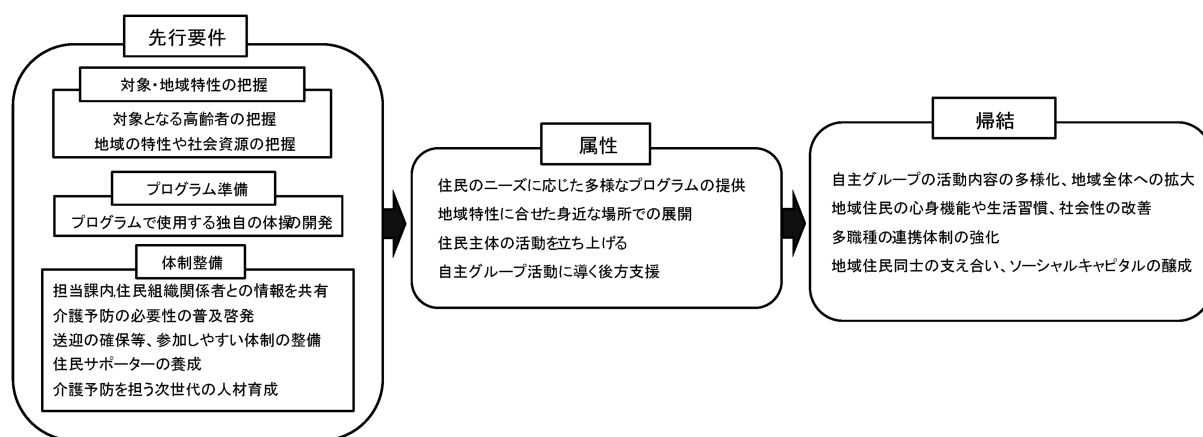 先行要件
対象・地域特性の把握
対象となる高齢者の把握
地域の特性や社会資源の把握
プログラム準備
プログラムで使用する独自の体操の開発
体制整備
担当課内,住民組織関係者との情報を共有
介護予防の必要性の普及啓発
送迎の確保等、参加しやすい体制の整備
住民サポーターの養成
介護予防を担う次世代の人材育成
属性
住民のニーズに応じた多様なプログラムの提供
地域特性に合せた身近な場所での展開
住民主体の活動を立ち上げる
自主グループ活動に導く後方支援
帰結
自主グループの活動内容の多様化、地域全体への拡大
地域住民の心身機能や生活習慣、社会性の改善
多職種の連携体制の強化
地域住民同士の支え合い、ソーシャルキャピタルの醸成